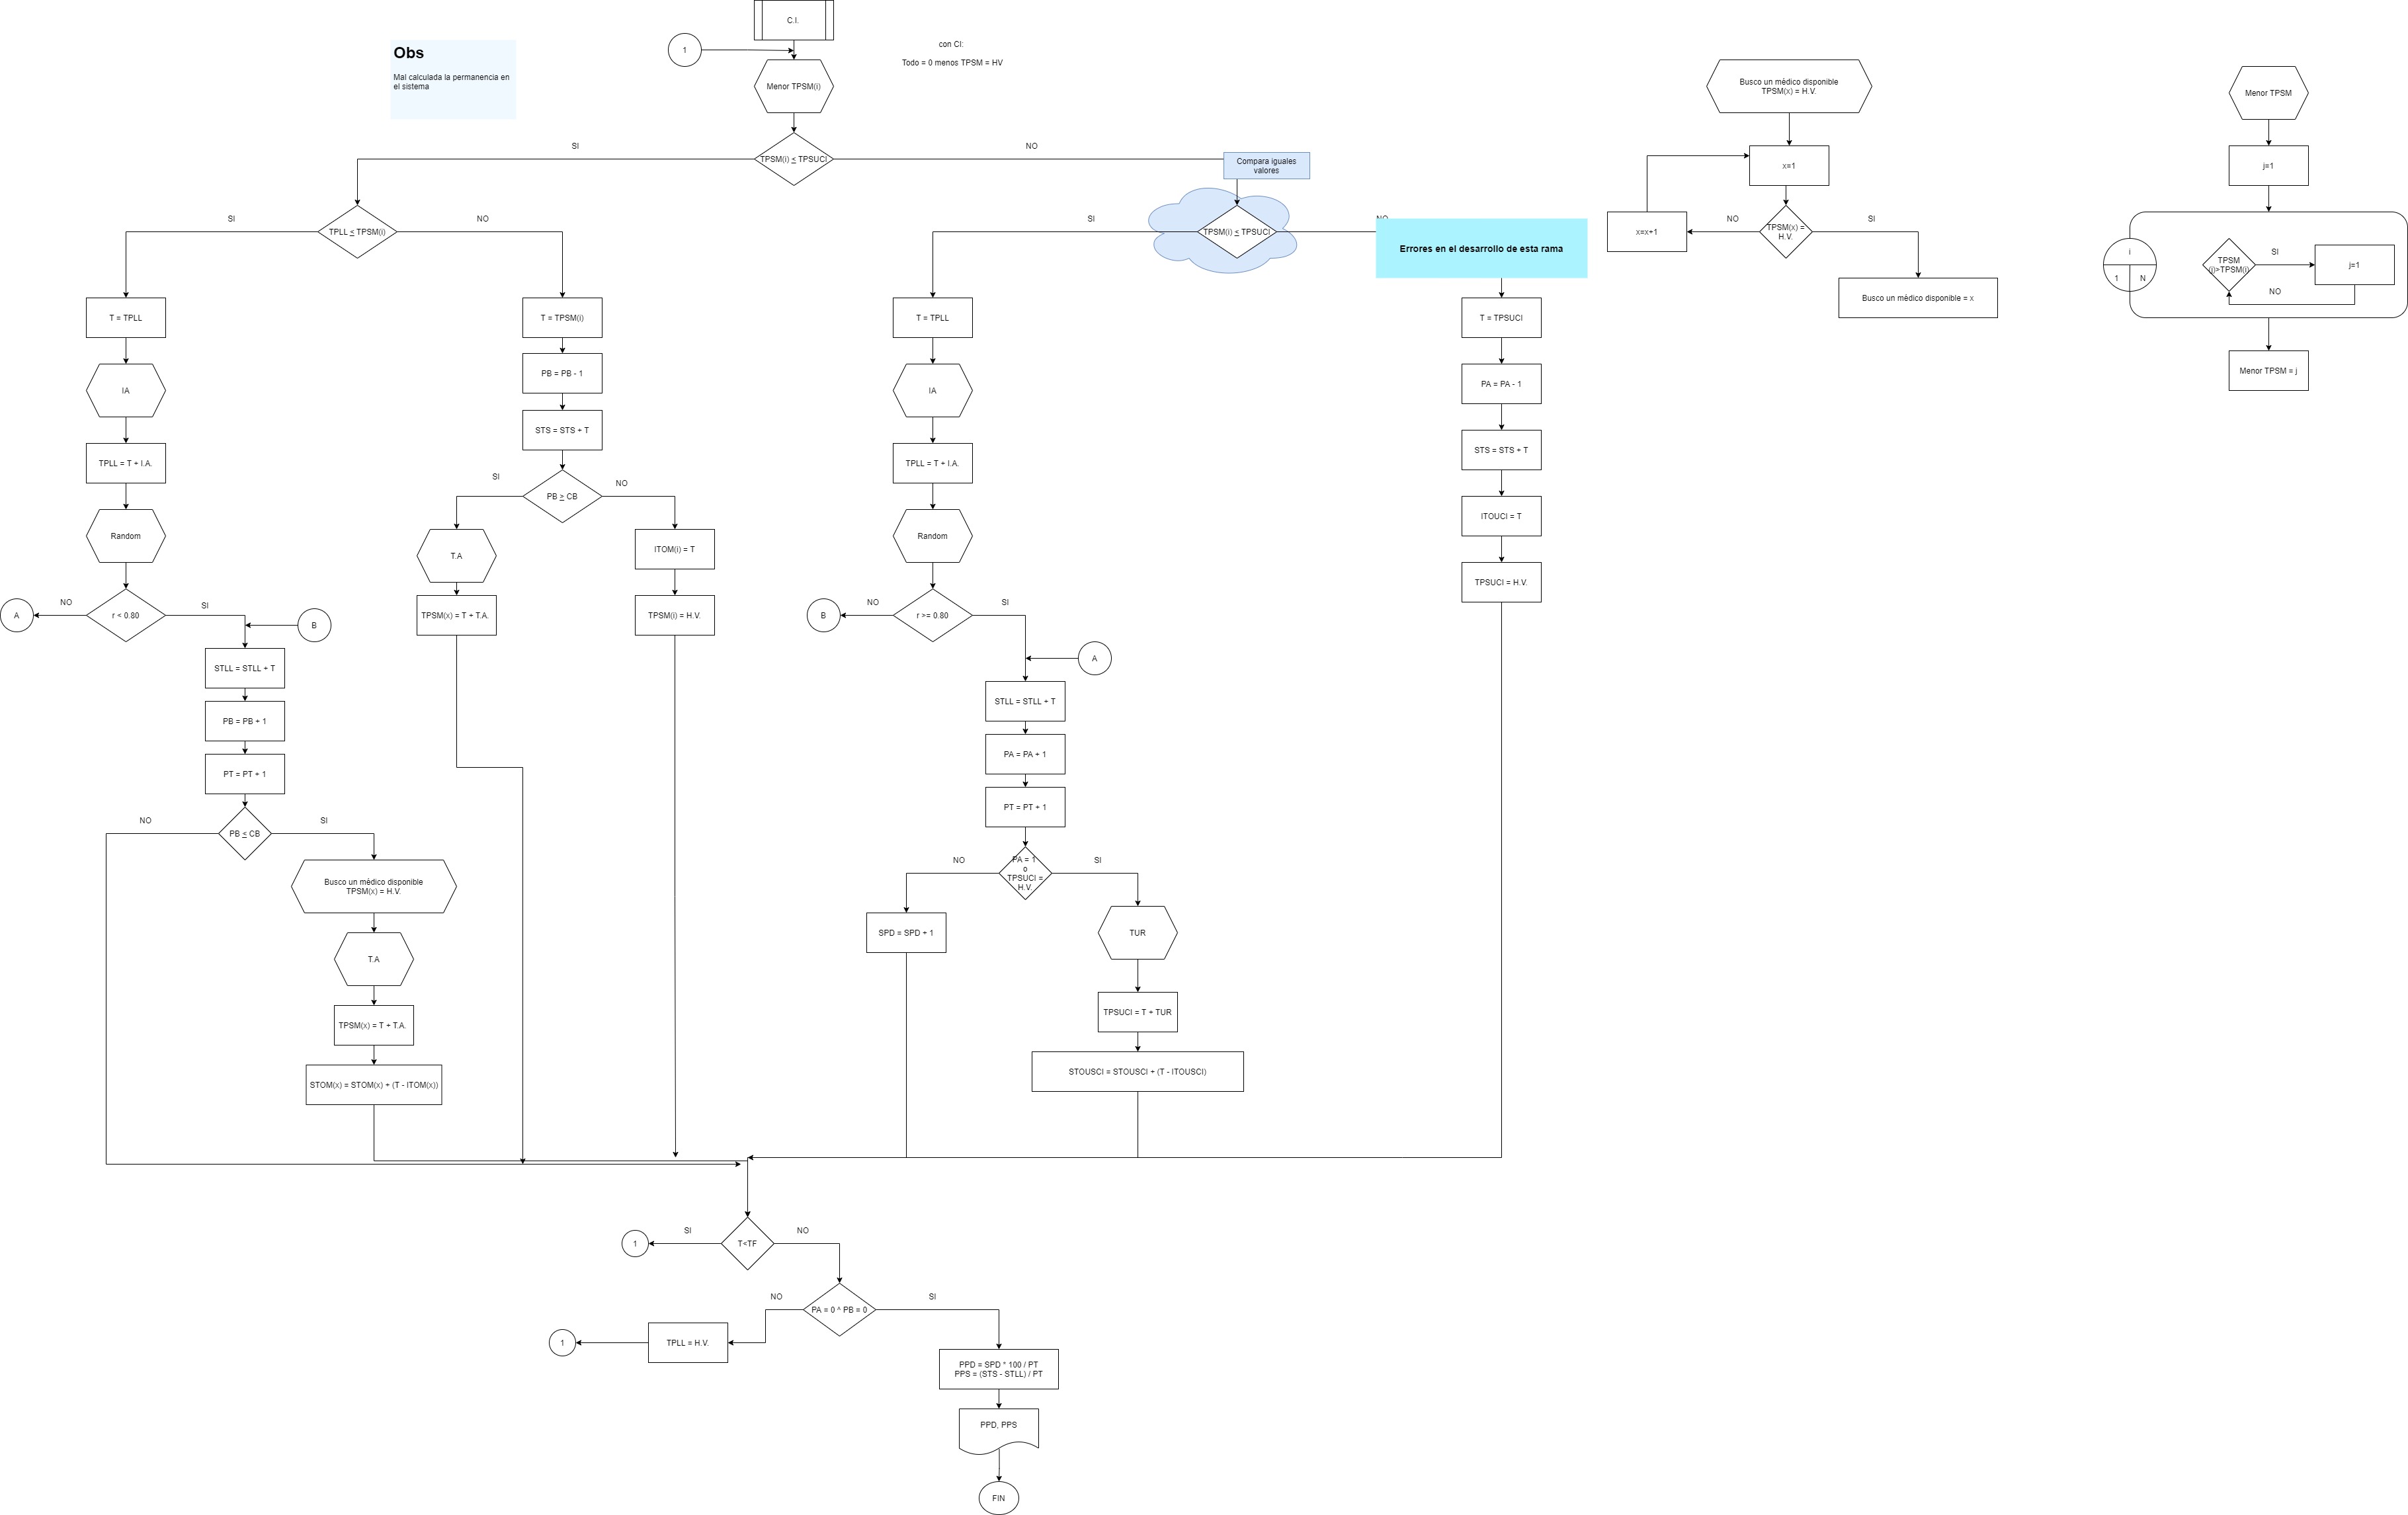 C.I.
1
con CI:
Todo = 0 menos TPSM = HV
Obs
Mal calculada la permanencia en
el sistema
Menor TPSM(i)
TPSM(i) < TPSUCI
SI
NO
Compara iguales
valores
TPLL < TPSM(i)
SI
NO
TPSM(i) < TPSUCI
SI
NO
Errores en el desarrollo de esta rama
T = TPLL
IA
TPLL = T + I.A.
Random
r < 0.80
NO
SI
A
B
STLL = STLL + T
PB = PB + 1
PT = PT + 1
PB < CB
NO
SI
Busco un médico disponible
TPSM(x) = H.V.
T.A
TPSM(x) = T + T.A.
STOM(x) = STOM(x) + (T - ITOM(x))
T = TPSM(i)
PB = PB - 1
STS = STS + T
PB > CB
SI
NO
T.A
TPSM(x) = T + T.A.
ITOM(i) = T
TPSM(i) = H.V.
T = TPLL
IA
TPLL = T + I.A.
Random
r >= 0.80
NO
SI
B
A
STLL = STLL + T
PA = PA + 1
PT = PT + 1
PA = 1
o
TPSUCI =
H.V.
NO
SI
SPD = SPD + 1
TUR
TPSUCI = T + TUR
STOUSCI = STOUSCI + (T - ITOUSCI)
T = TPSUCI
PA = PA - 1
STS = STS + T
ITOUCI = T
TPSUCI = H.V.
T<TF
SI
NO
1
PA = 0 ^ PB = 0
NO
SI
TPLL = H.V.
1
PPD = SPD * 100 / PT
PPS = (STS - STLL) / PT
PPD, PPS
FIN
Busco un médico disponible
TPSM(x) = H.V.
x=1
TPSM(x) =
H.V.
NO
SI
x=x+1
Busco un médico disponible = x
Menor TPSM
j=1
i
1
N
TPSM
(j)>TPSM(i)
SI
NO
j=1
Menor TPSM = j